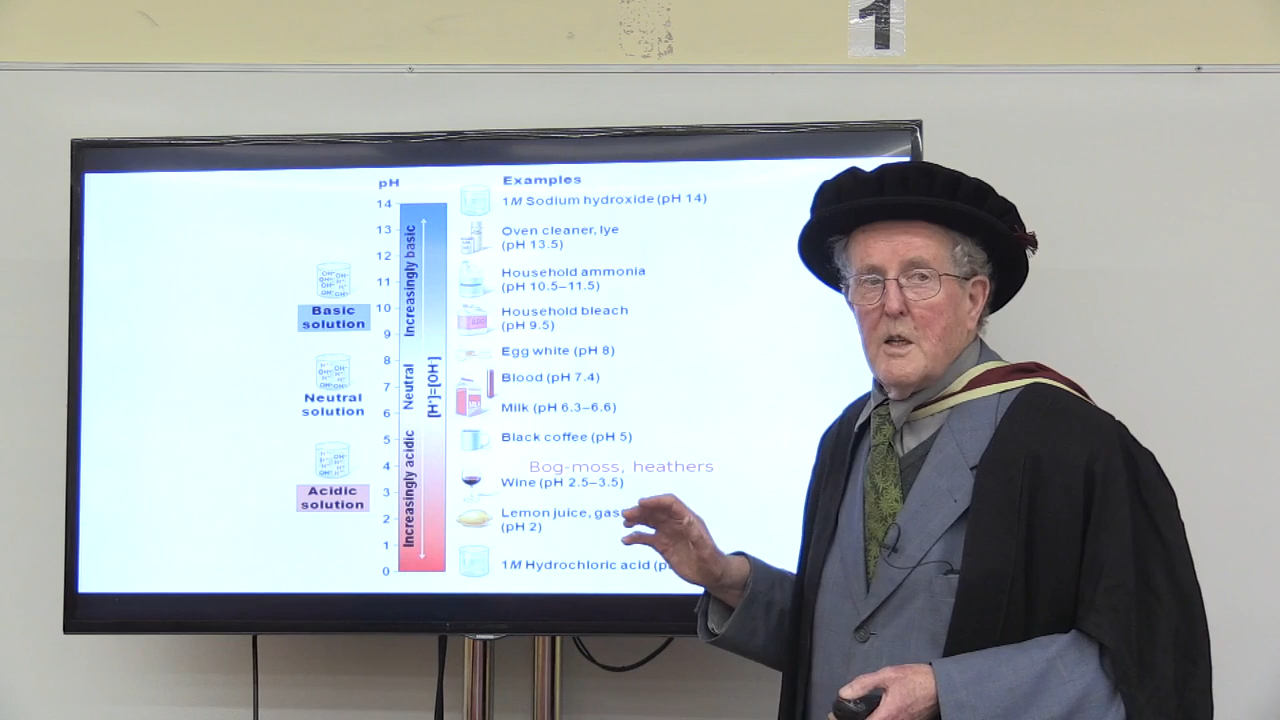 1
pH
Examples
14
1M Sodium hydroxide (pH 14)
13
Oven cleaner, lye
(pH 13.5)
12
11
Household ammonia
(pH 10.5–11.5)
10
Household bleach
(pH 9.5)
9
8
Egg white (pH 8)
7
Blood (pH 7.4)
6
Milk (pH 6.3–6.6)
5
Black coffee (pH 5)
4
Bog-moss, heathers
3
Wine (pH 2.5–3.5)
2
Lemon juice, gas
(pH 2)
1
0
1M Hydrochloric acid (p
Increasingly basic
Neutral
[H+]=[OH-]
Increasingly acidic
Basic
solution
Neutral
solution
Acidic
solution